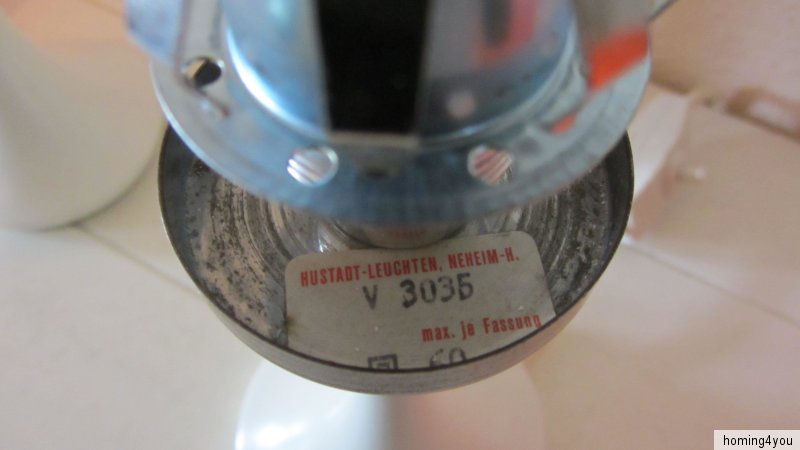 HUSTADT-LEUCHTEN, NEHEIM-H.
V 3035
max. je Fassung
60
homing4you